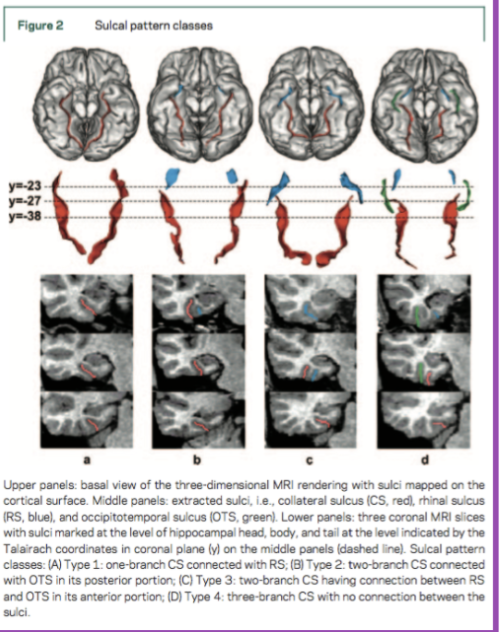 Figure 2 Sulcal pattern classes
y=-23
y=-27
y=-38
a b c d
Upper panels: basal view of the three-dimensional MRI rendering with sulci mapped on the
cortical surface. Middle panels: extracted sulci, i.e., collateral sulcus (CS, red), rhinal sulcus
(RS, blue), and occipitotemporal sulcus (OTS, green). Lower panels: three coronal MRI slices
with sulci marked at the level of hippocampal head, body, and tail at the level indicated by the
Talairach coordinates in coronal plane (y) on the middle panels (dashed line). Sulcal pattern
classes: (A) Type 1: one-branch CS connected with RS; (B) Type 2: two-branch CS connected
with OTS in its posterior portion; (C) Type 3: two-branch CS having connection between RS
and OTS in its anterior portion; (D) Type 4: three-branch CS with no connection between the
sulci.